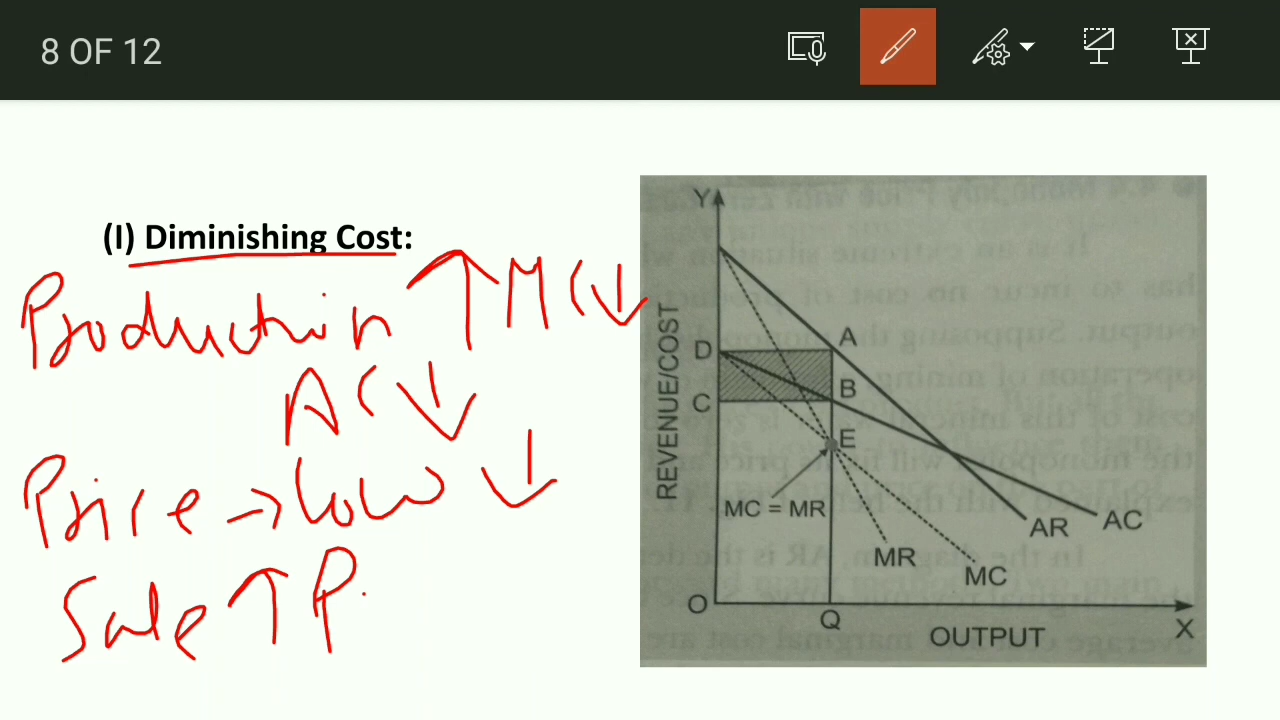 8 OF 12
(I) Diminishing Cost:
Production ↑ MC↓
AC↓
Price → low ↓
Sale ↑ P
Y
D
A
C
B
E
REVENUE/COST
MC = MR
AR
AC
MR
MC
O
Q
OUTPUT
X